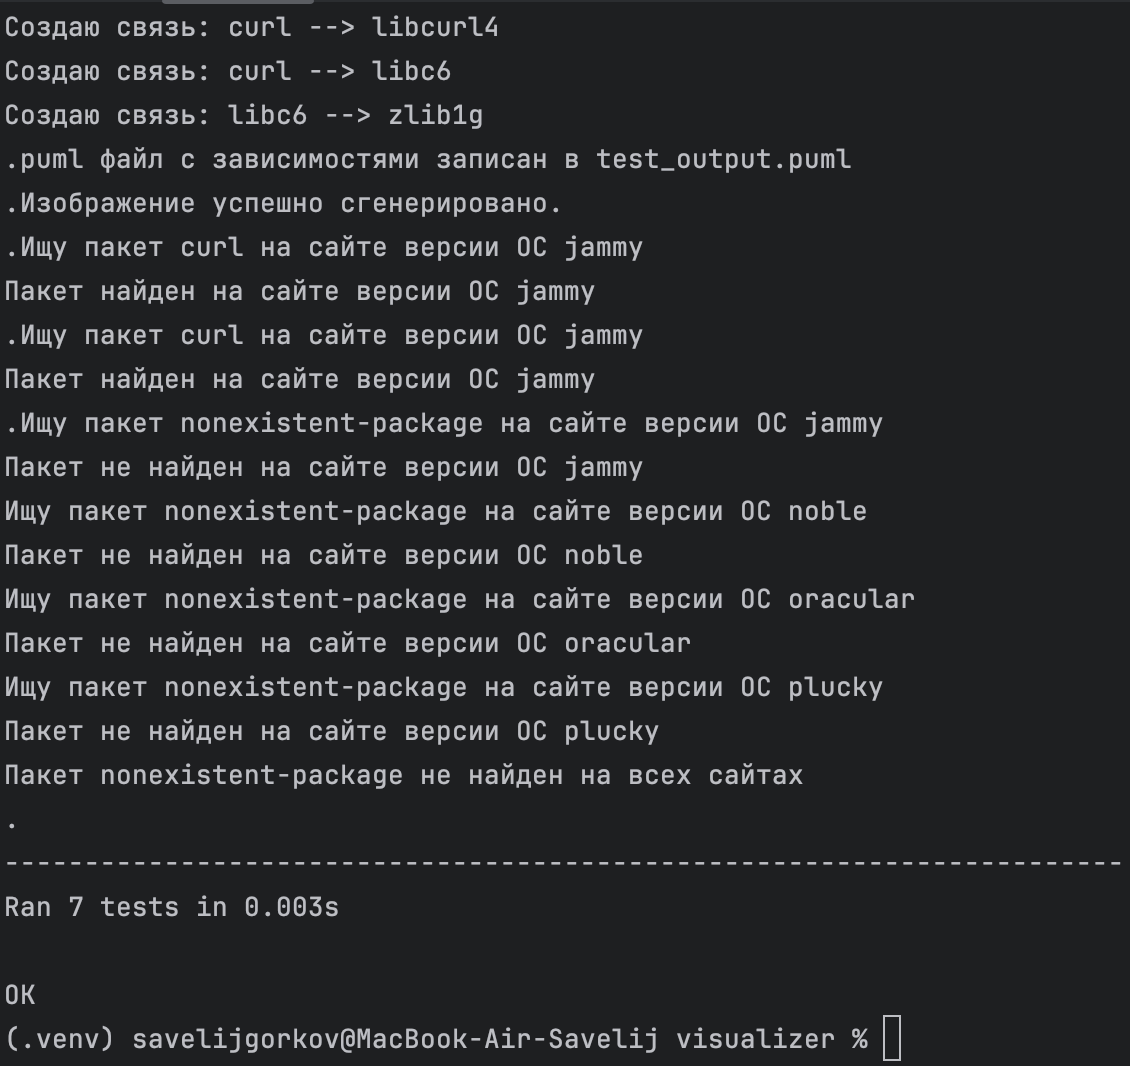 Создаю связь: curl --> libcurl4
Создаю связь: curl --> libc6
Создаю связь: libc6 --> zlib1g
.puml файл с зависимостями записан в test_output.puml
.Изображение успешно сгенерировано.
.Ищу пакет curl на сайте версии ОС jammy
Пакет найден на сайте версии ОС jammy
.Ищу пакет curl на сайте версии ОС jammy
Пакет найден на сайте версии ОС jammy
.Ищу пакет nonexistent-package на сайте версии ОС jammy
Пакет не найден на сайте версии ОС jammy
Ищу пакет nonexistent-package на сайте версии ОС noble
Пакет не найден на сайте версии ОС noble
Ищу пакет nonexistent-package на сайте версии ОС oracular
Пакет не найден на сайте версии ОС oracular
Ищу пакет nonexistent-package на сайте версии ОС plucky
Пакет не найден на сайте версии ОС plucky
Пакет nonexistent-package не найден на всех сайтах
.
----------------------------------------------------------------------
Ran 7 tests in 0.003s
OK
(.venv) savelijgorkov@MacBook-Air-Savelij visualizer %